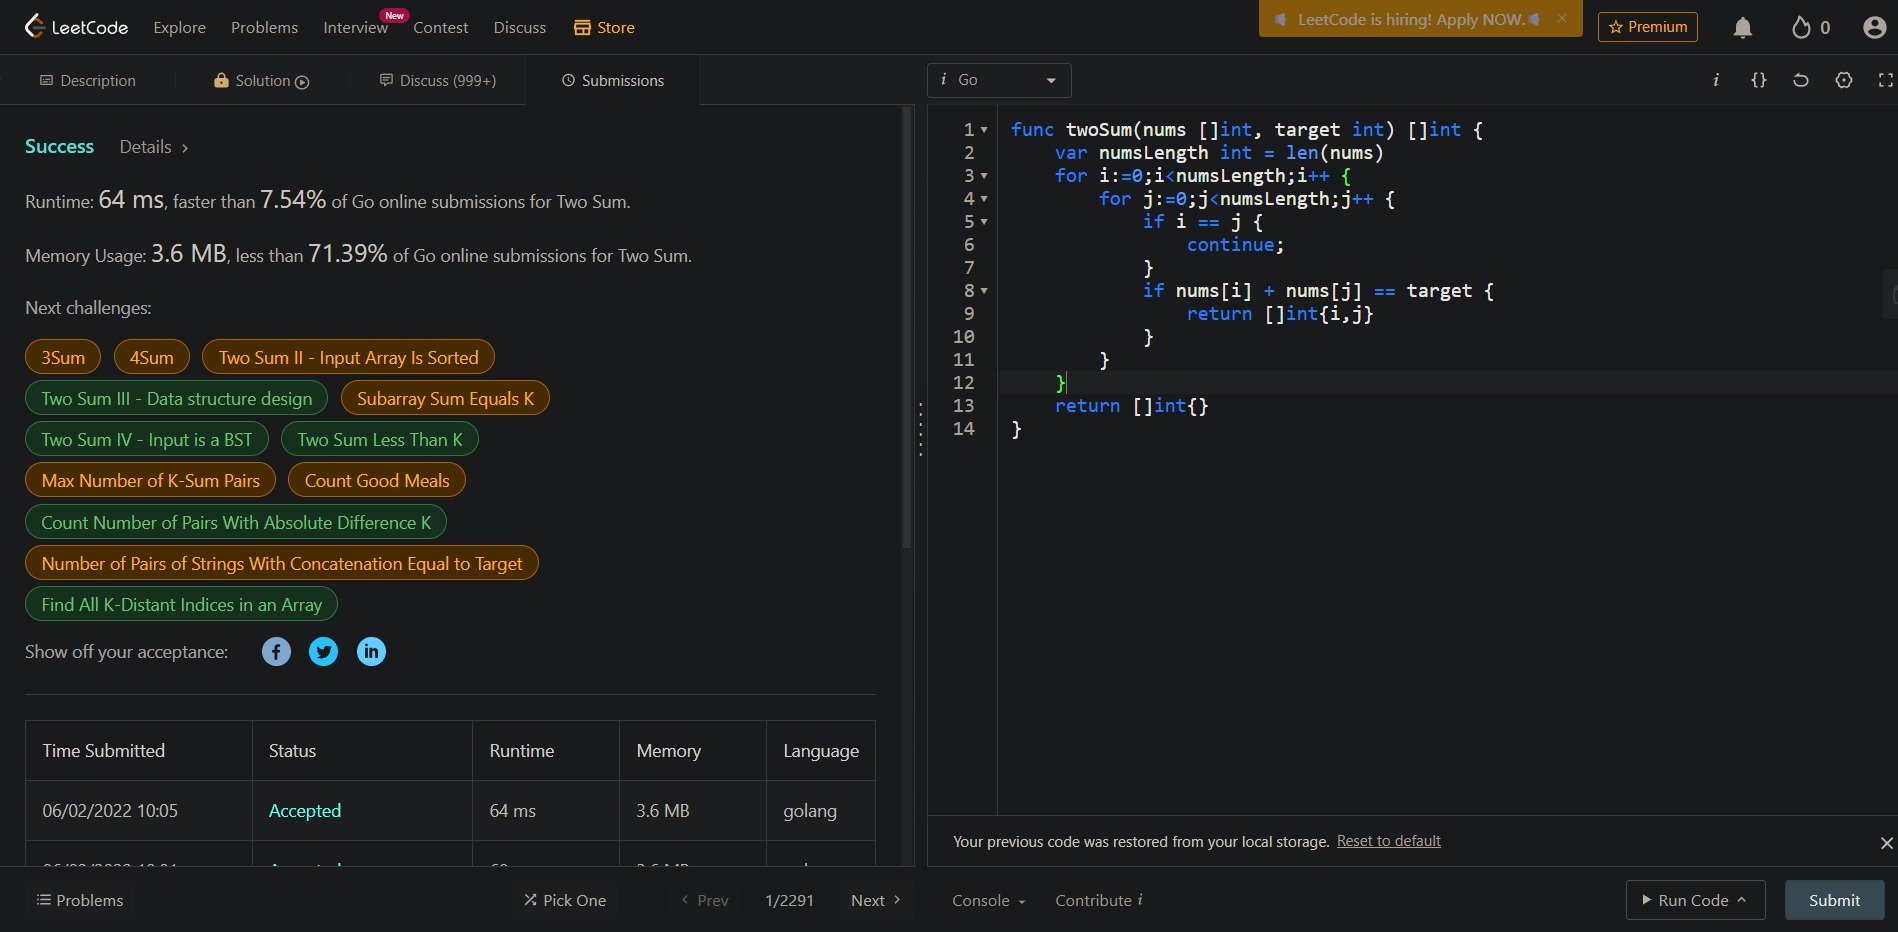 LeetCode Explore Problems Interview New Contest Discuss Store LeetCode is hiring! Apply NOW. Premium 0
Description Solution Discuss (999+) Submissions
Success Details >
Runtime: 64 ms, faster than 7.54% of Go online submissions for Two Sum.
Memory Usage: 3.6 MB, less than 71.39% of Go online submissions for Two Sum.
Next challenges:
3Sum 4Sum Two Sum II - Input Array Is Sorted
Two Sum III - Data structure design Subarray Sum Equals K
Two Sum IV - Input is a BST Two Sum Less Than K
Max Number of K-Sum Pairs Count Good Meals
Count Number of Pairs With Absolute Difference K
Number of Pairs of Strings With Concatenation Equal to Target
Find All K-Distant Indices in an Array
Show off your acceptance:
Time Submitted Status Runtime Memory Language
06/02/2022 10:05 Accepted 64 ms 3.6 MB golang
Problems Pick One < Prev 1/2291 Next >
i Go i {}
1 func twoSum(nums []int, target int) []int {
2 var numsLength int = len(nums)
3 for i:=0;i<numsLength;i++ {
4 for j:=0;j<numsLength;j++ {
5 if i == j {
6 continue;
7 }
8 if nums[i] + nums[j] == target {
9 return []int{i,j}
10 }
11 }
12 }
13 return []int{}
14 }
Your previous code was restored from your local storage. Reset to default
Console Contribute i Run Code Submit